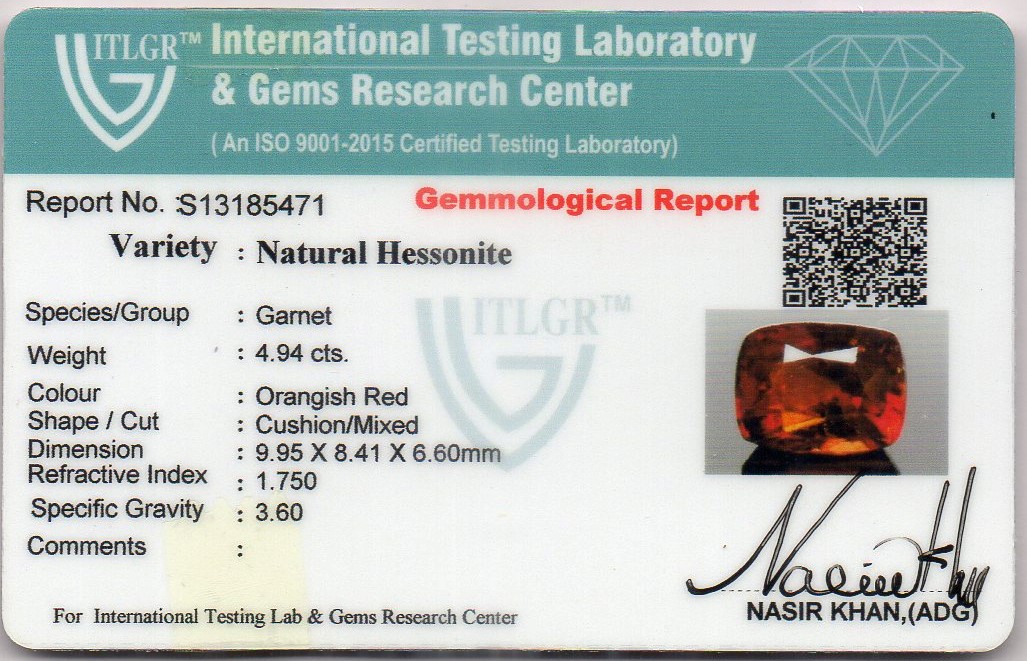 ITLGR™ International Testing Laboratory
& Gems Research Center
( An ISO 9001-2015 Certified Testing Laboratory)
Report No. :S13185471
Gemmological Report
Variety : Natural Hessonite
ITLGR™
Species/Group : Garnet
Weight : 4.94 cts.
Colour : Orangish Red
Shape / Cut : Cushion/Mixed
Dimension : 9.95 X 8.41 X 6.60mm
Refractive Index : 1.750
Specific Gravity : 3.60
Comments :
For International Testing Lab & Gems Research Center
NASIR KHAN,(ADG)